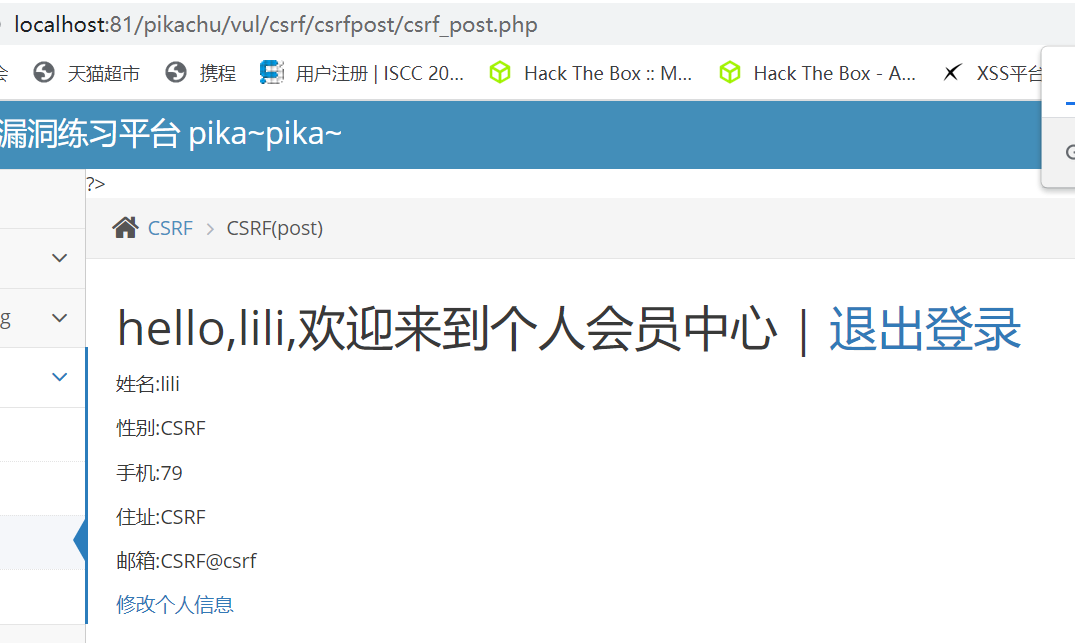 localhost:81/pikachu/vul/csrf/csrfpost/csrf_post.php
天猫超市 携程 用户注册 | ISCC 20... Hack The Box :: M... Hack The Box - A... XSS平台
漏洞练习平台 pika~pika~
?>
CSRF > CSRF(post)
hello,lili,欢迎来到个人会员中心 | 退出登录
g
姓名:lili
性别:CSRF
手机:79
住址:CSRF
邮箱:CSRF@csrf
修改个人信息